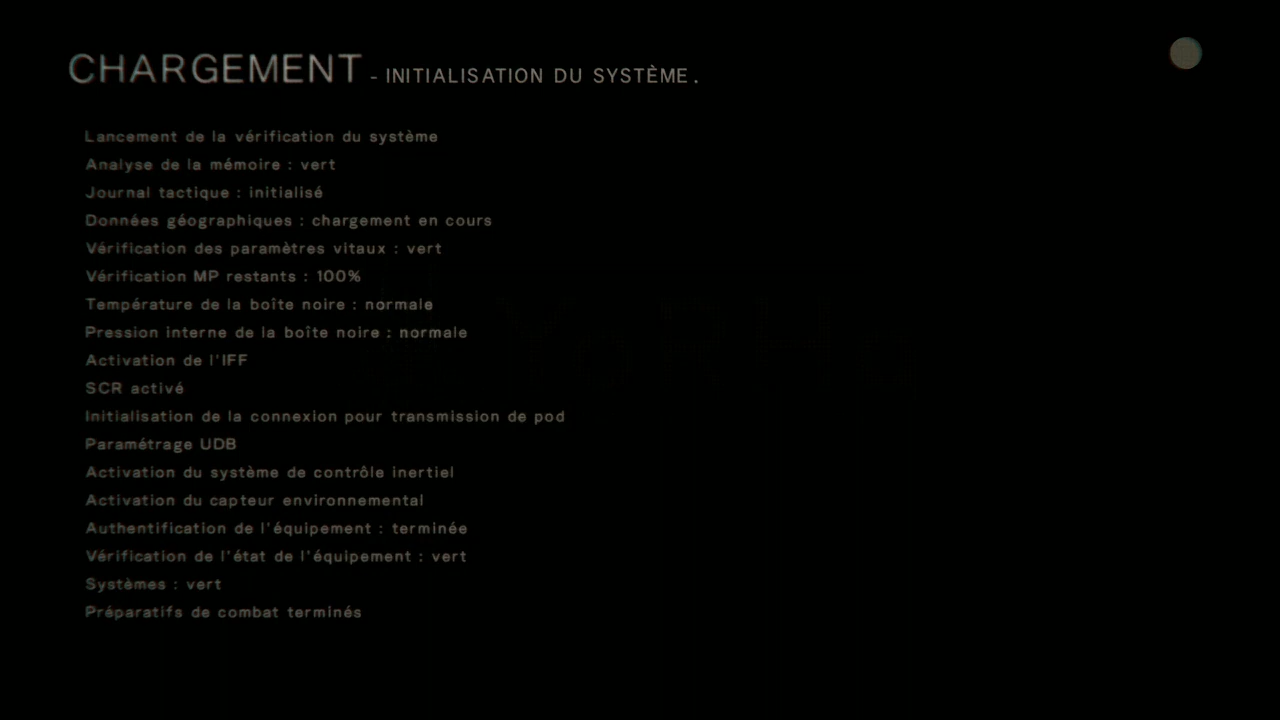 CHARGEMENT - INITIALISATION DU SYSTÈME.
Lancement de la vérification du système
Analyse de la mémoire : vert
Journal tactique : initialisé
Données géographiques : chargement en cours
Vérification des paramètres vitaux : vert
Vérification MP restants : 100%
Température de la boîte noire : normale
Pression interne de la boîte noire : normale
Activation de l'IFF
SCR activé
Initialisation de la connexion pour transmission de pod
Paramétrage UDB
Activation du système de contrôle inertiel
Activation du capteur environnemental
Authentification de l'équipement : terminée
Vérification de l'état de l'équipement : vert
Systèmes : vert
Préparatifs de combat terminés